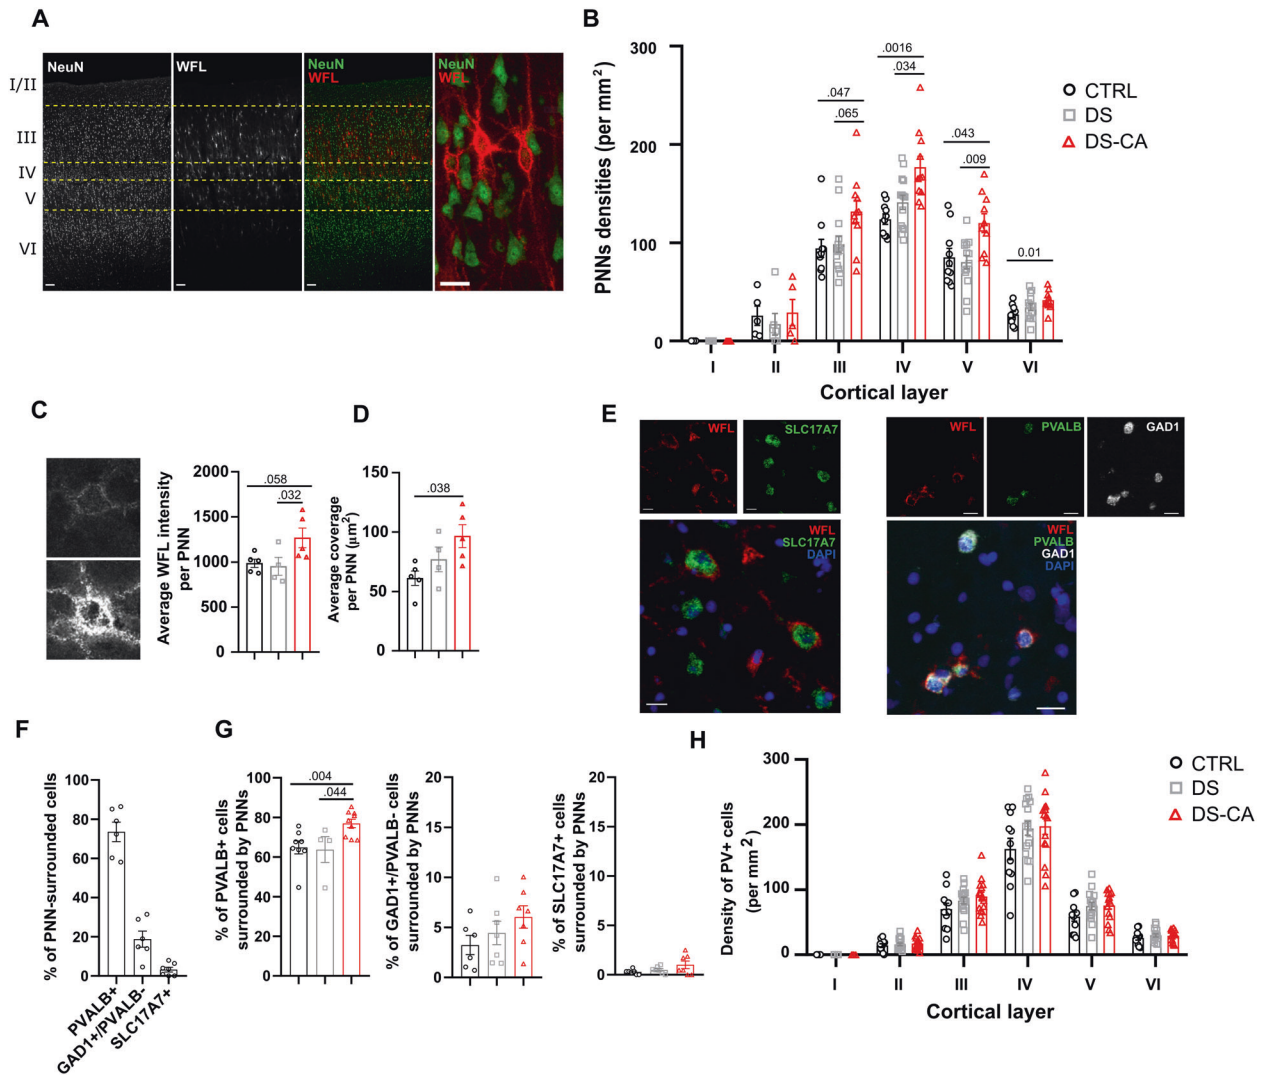 A
NeuN
WFL
NeuN
WFL
NeuN
WFL
I/II
III
IV
V
VI
B
PNNs densities (per mm²)
300
200
100
0
.047
.065
.0016
.034
.043
.009
0.01
I
II
III
IV
V
VI
Cortical layer
CTRL
DS
DS-CA
C
Average WFL intensity
per PNN
2000
1500
1000
500
0
.058
.032
D
Average coverage
per PNN (µm²)
150
100
50
0
.038
E
WFL
SLC17A7
WFL
SLC17A7
DAPI
WFL
PVALB
GAD1
WFL
PVALB
GAD1
DAPI
F
% of PNN-surrounded cells
100
80
60
40
20
0
PVALB+
GAD1+/PVALB-
SLC17A7+
G
% of PVALB+ cells
surrounded by PNNs
100
80
60
40
20
0
.004
.044
% of GAD1+/PVALB- cells
surrounded by PNNs
20
15
10
5
0
% of SLC17A7+ cells
surrounded by PNNs
20
15
10
5
0
H
Density of PV+ cells
(per mm²)
300
200
100
0
I
II
III
IV
V
VI
Cortical layer
CTRL
DS
DS-CA